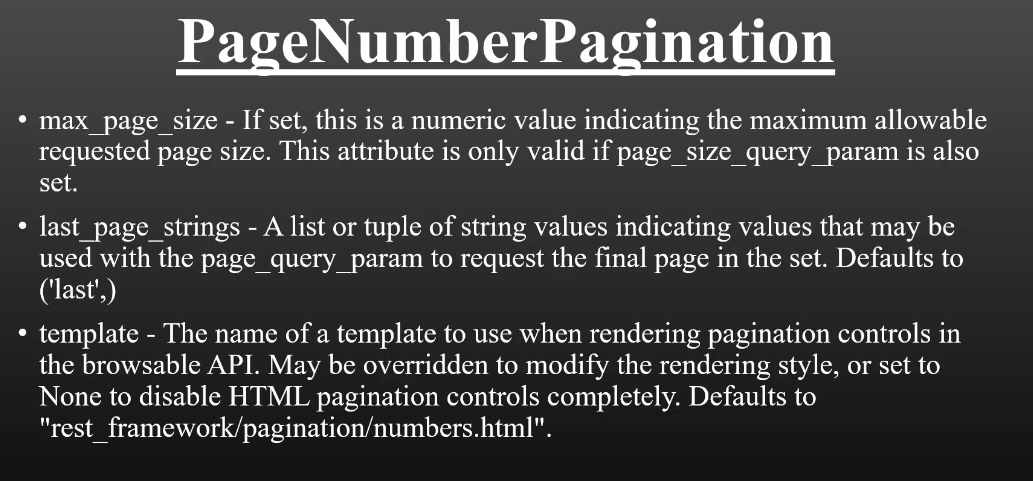 PageNumberPagination
• max_page_size - If set, this is a numeric value indicating the maximum allowable
requested page size. This attribute is only valid if page_size_query_param is also
set.
• last_page_strings - A list or tuple of string values indicating values that may be
used with the page_query_param to request the final page in the set. Defaults to
('last',)
• template - The name of a template to use when rendering pagination controls in
the browsable API. May be overridden to modify the rendering style, or set to
None to disable HTML pagination controls completely. Defaults to
"rest_framework/pagination/numbers.html".